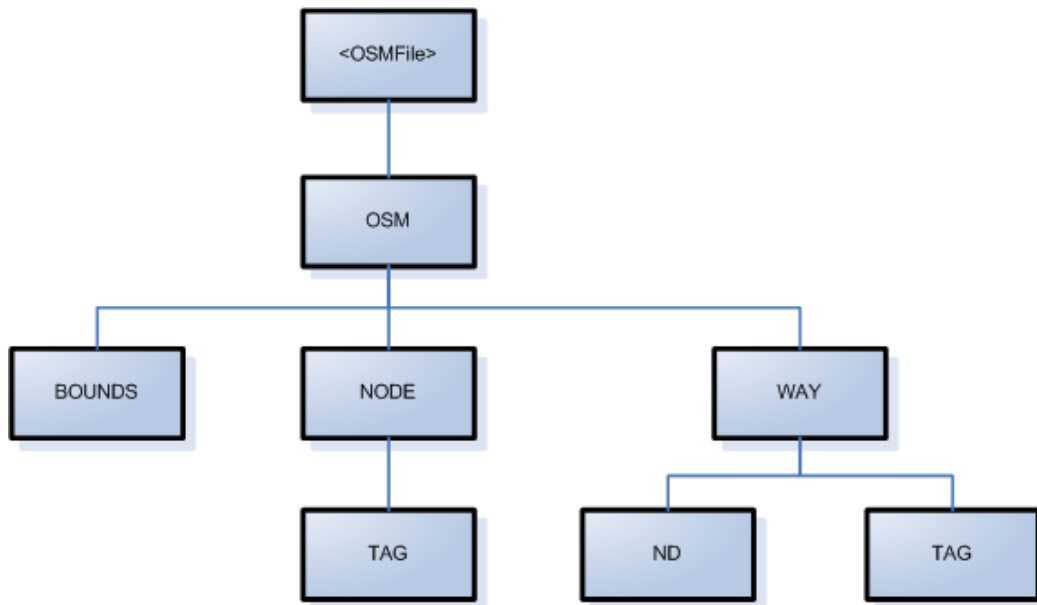 <OSMFile>
OSM
BOUNDS
NODE
WAY
TAG
ND
TAG